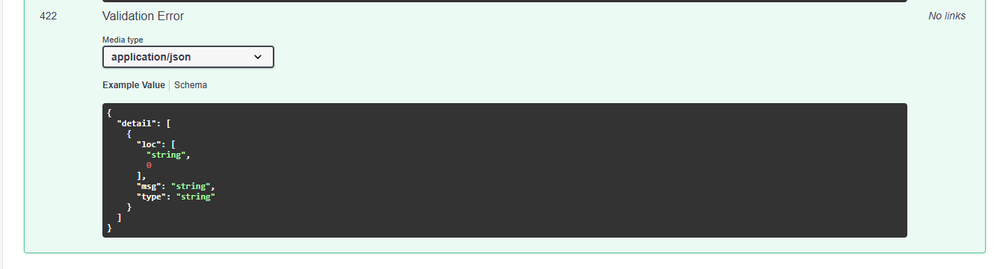 422 Validation Error No links
Media type
application/json
Example Value Schema
{
  "detail": [
    {
      "loc": [
        "string",
        0
      ],
      "msg": "string",
      "type": "string"
    }
  ]
}